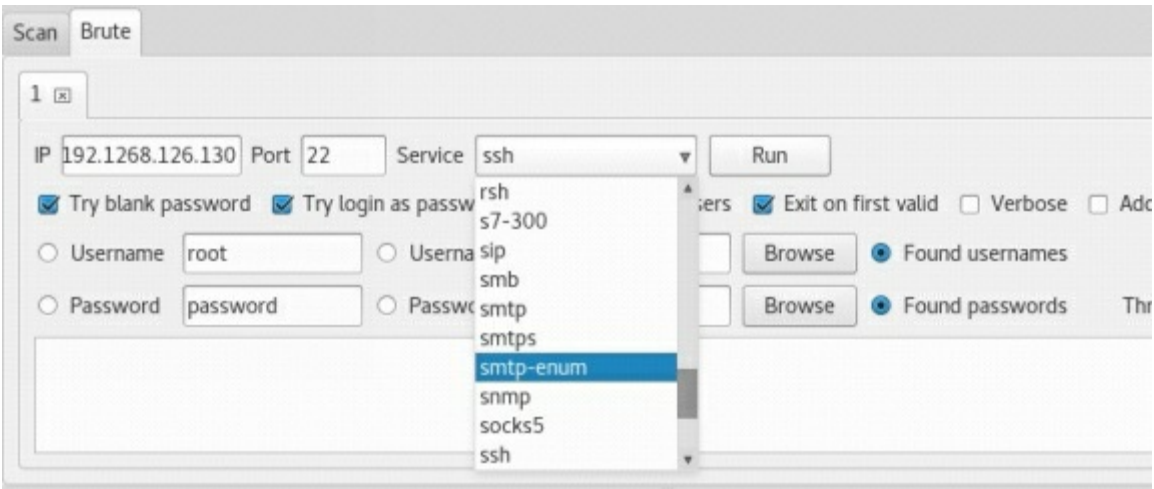 Scan Brute
1
IP 192.1268.126.130 Port 22 Service ssh Run
Try blank password Try login as passw sers Exit on first valid Verbose Add
Username root Userna Browse Found usernames
Password password Passwo Browse Found passwords Thr
rsh
s7-300
sip
smb
smtp
smtps
smtp-enum
snmp
socks5
ssh